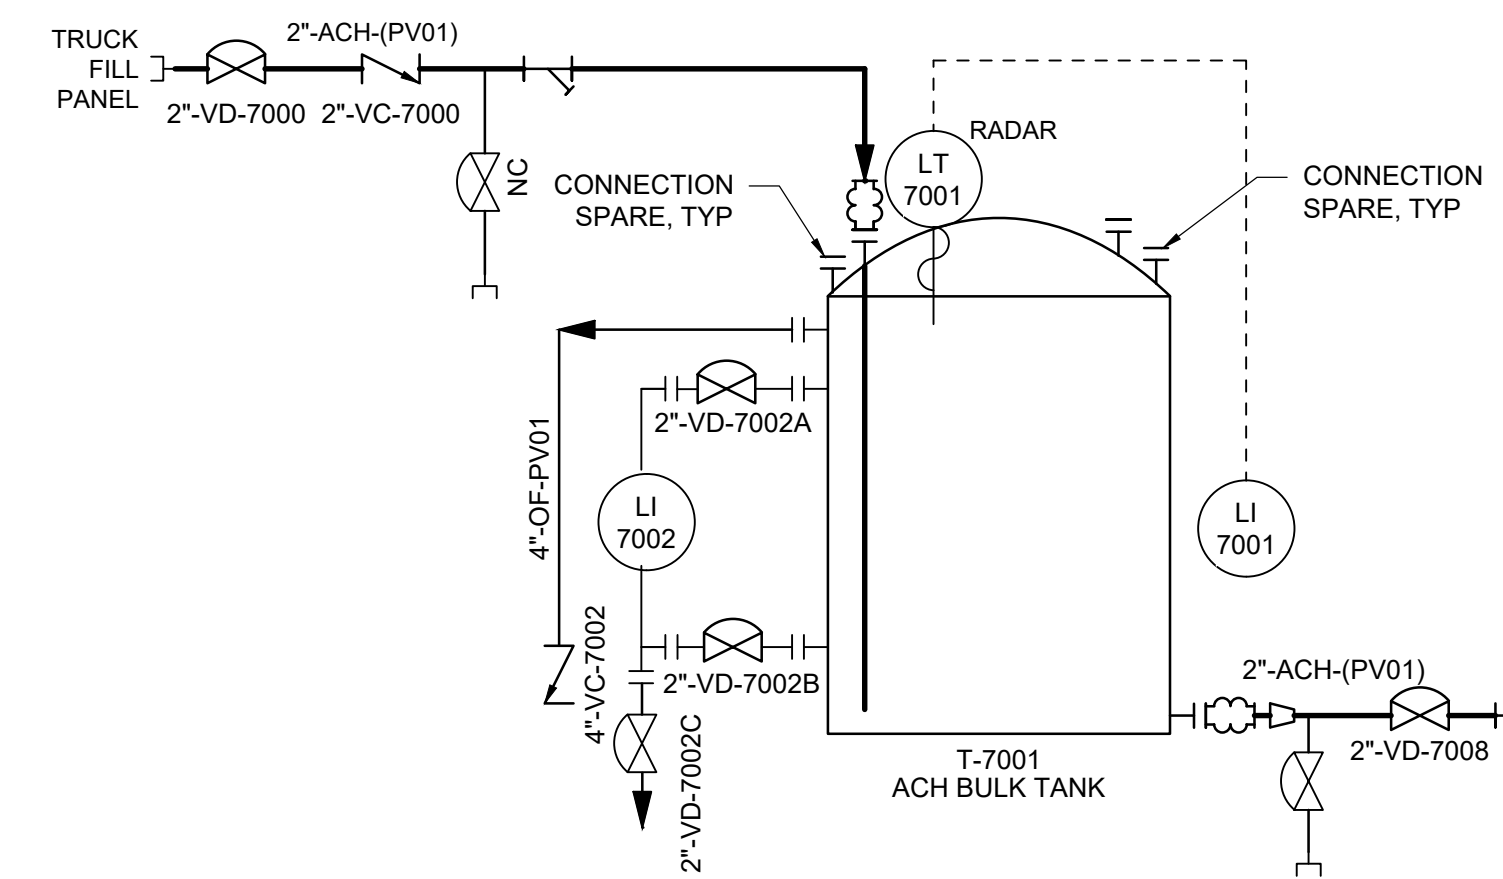 TRUCK
FILL
PANEL
2"-ACH-(PV01)
2"-VD-7000
2"-VC-7000
NC
CONNECTION
SPARE, TYP
LT
7001
RADAR
CONNECTION
SPARE, TYP
2"-VD-7002A
4"-OF-PV01
LI
7002
LI
7001
4"-VC-7002
2"-VD-7002B
2"-VD-7002C
T-7001
ACH BULK TANK
2"-ACH-(PV01)
2"-VD-7008